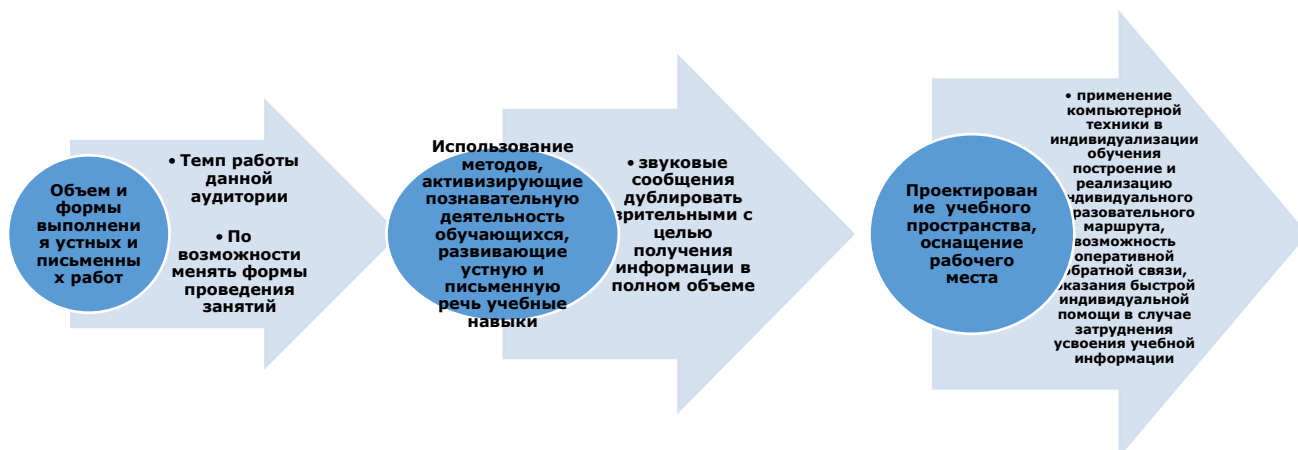 Объем и
формы
выполнени
я устных и
письменны
х работ
• Темп работы
данной
аудитории
• По
возможности
менять формы
проведения
занятий
Использование
методов,
активизирующие
познавательную
деятельность
обучающихся,
развивающие
устную и
письменную
речь учебные
навыки
• звуковые
сообщения
дублировать
зрительными с
целью
получения
информации в
полном объеме
Проектирован
ие учебного
пространства,
оснащение
рабочего
места
• применение
компьютерной
техники в
индивидуализации
обучения
построение и
реализацию
индивидуального
образовательного
маршрута,
возможность
оперативной
обратной связи,
оказания быстрой
индивидуальной
помощи в случае
затруднения
усвоения учебной
информации